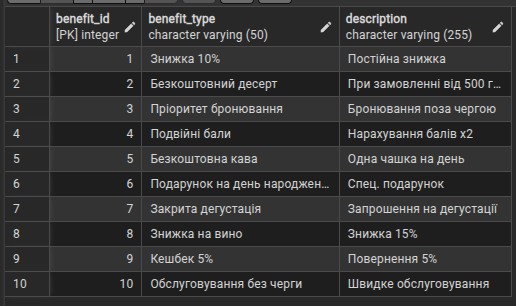 benefit_id benefit_type description
[PK] integer character varying (50) character varying (255)
1 1 Знижка 10% Постійна знижка
2 2 Безкоштовний десерт При замовленні від 500 г...
3 3 Пріоритет бронювання Бронювання поза чергою
4 4 Подвійні бали Нарахування балів x2
5 5 Безкоштовна кава Одна чашка на день
6 6 Подарунок на день народжен... Спец. подарунок
7 7 Закрита дегустація Запрошення на дегустації
8 8 Знижка на вино Знижка 15%
9 9 Кешбек 5% Повернення 5%
10 10 Обслуговування без черги Швидке обслуговування